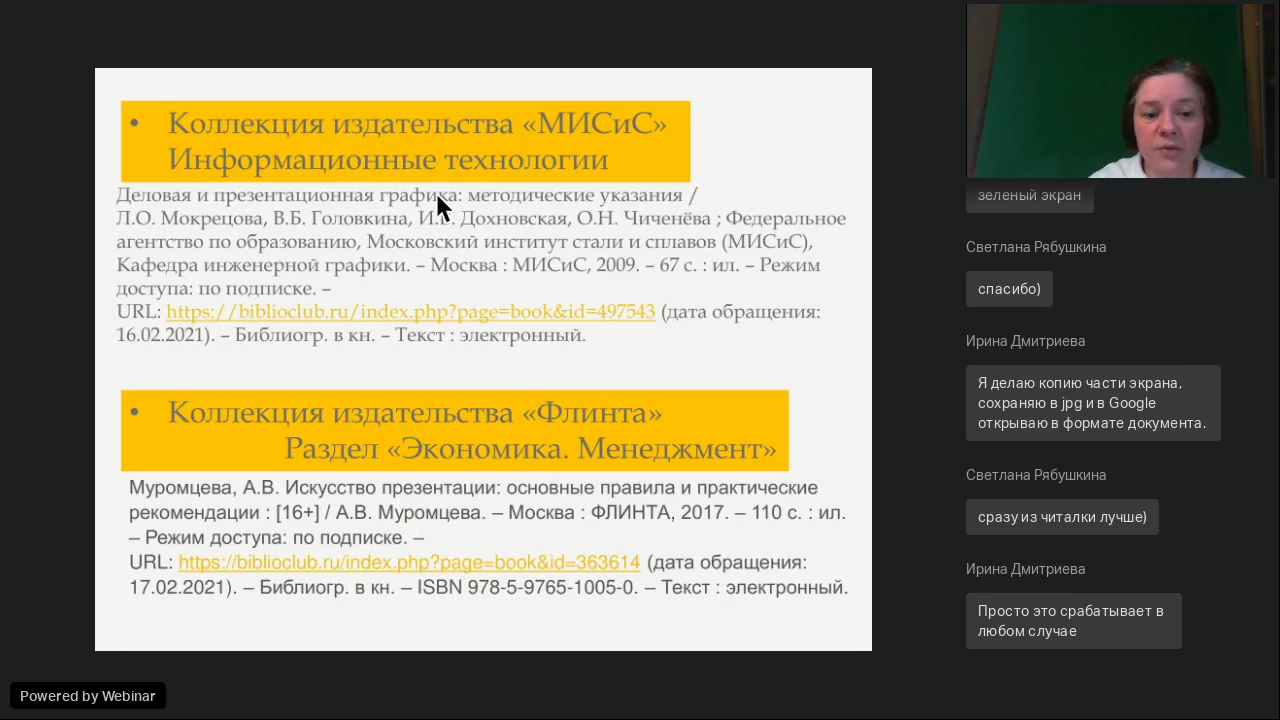 • Коллекция издательства «МИСиС»
Информационные технологии
Деловая и презентационная графика: методические указания /
Л.О. Мокрецова, В.Б. Головкина, Дохновская, О.Н. Чиченёва ; Федеральное
агентство по образованию, Московский институт стали и сплавов (МИСиС),
Кафедра инженерной графики. – Москва : МИСиС, 2009. – 67 с. : ил. – Режим
доступа: по подписке. –
URL: https://biblioclub.ru/index.php?page=book&id=497543 (дата обращения:
16.02.2021). – Библиогр. в кн. – Текст : электронный.
• Коллекция издательства «Флинта»
Раздел «Экономика. Менеджмент»
Муромцева, А.В. Искусство презентации: основные правила и практические
рекомендации : [16+] / А.В. Муромцева. – Москва : ФЛИНТА, 2017. – 110 с. : ил.
– Режим доступа: по подписке. –
URL: https://biblioclub.ru/index.php?page=book&id=363614 (дата обращения:
17.02.2021). – Библиогр. в кн. – ISBN 978-5-9765-1005-0. – Текст : электронный.
зеленый экран
Светлана Рябушкина
спасибо)
Ирина Дмитриева
Я делаю копию части экрана,
сохраняю в jpg и в Google
открываю в формате документа.
Светлана Рябушкина
сразу из читалки лучше)
Ирина Дмитриева
Просто это срабатывает в
любом случае
Powered by Webinar